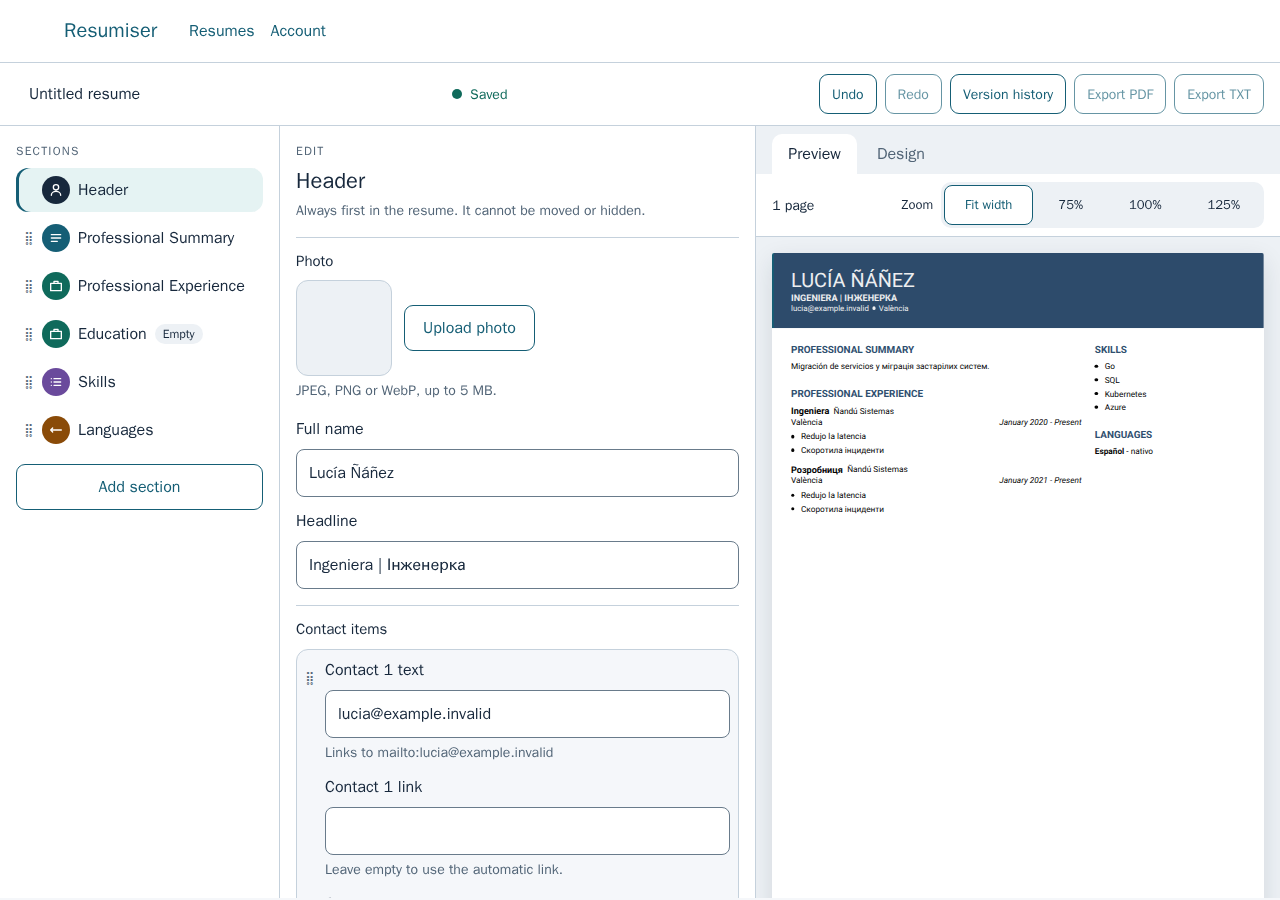 Resumiser Resumes Account
Untitled resume
Saved
Undo
Redo
Version history
Export PDF
Export TXT
SECTIONS
Header
Professional Summary
Professional Experience
Education Empty
Skills
Languages
Add section
EDIT
Header
Always first in the resume. It cannot be moved or hidden.
Photo
Upload photo
JPEG, PNG or WebP, up to 5 MB.
Full name
Lucía Ñáñez
Headline
Ingeniera | Інженерка
Contact items
Contact 1 text
lucia@example.invalid
Links to mailto:lucia@example.invalid
Contact 1 link
Leave empty to use the automatic link.
Preview
Design
1 page
Zoom
Fit width
75%
100%
125%
LUCÍA ÑÁÑEZ
INGENIERA | ІНЖЕНЕРКА
lucia@example.invalid • València
PROFESSIONAL SUMMARY
Migración de servicios y міграція застарілих систем.
PROFESSIONAL EXPERIENCE
Ingeniera Ñandú Sistemas
València January 2020 - Present
• Redujo la latencia
• Скоротила інциденти
Розробниця Ñandú Sistemas
València January 2021 - Present
• Redujo la latencia
• Скоротила інциденти
SKILLS
• Go
• SQL
• Kubernetes
• Azure
LANGUAGES
Español - nativo